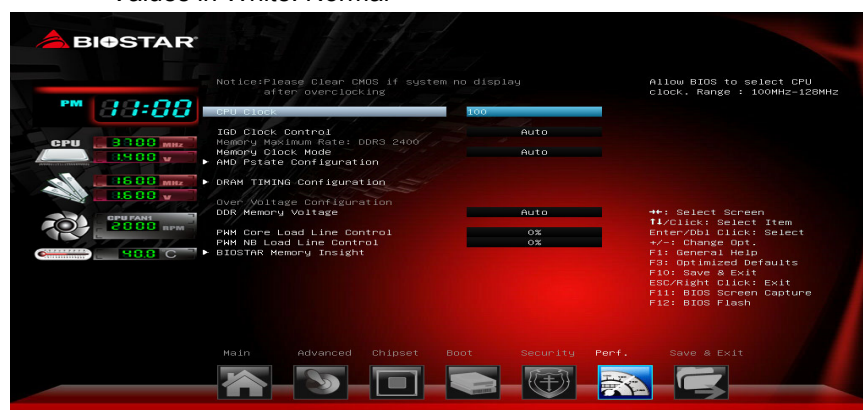 Values in White: Normal
BIOSTAR
Notice:Please Clear CMOS if system no display
after overclocking
Allow BIOS to select CPU
clock. Range : 100MHz-128MHz
PM 11:00
CPU Clock 100
IGD Clock Control Auto
Memory Maximum Rate: DDR3 2400
Memory Clock Mode Auto
AMD Pstate Configuration
DRAM TIMING Configuration
Over Voltage Configuration
DDR Memory Voltage Auto
PWM Core Load Line Control 0%
PWM NB Load Line Control 0%
BIOSTAR Memory Insight
CPU 3700 MHz
1.400 V
1600 MHz
1.600 V
CPU FAN1
2000 RPM
40.0 C
→←: Select Screen
↑↓/Click: Select Item
Enter/Dbl Click: Select
+/-: Change Opt.
F1: General Help
F3: Optimized Defaults
F10: Save & Exit
ESC/Right Click: Exit
F11: BIOS Screen Capture
F12: BIOS Flash
Main Advanced Chipset Boot Security Perf. Save & Exit